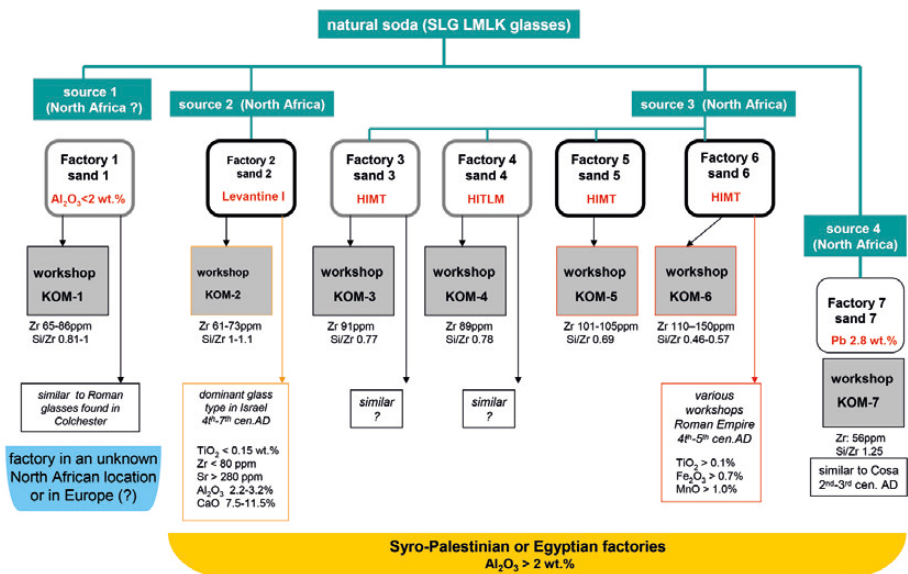 natural soda (SLG LMLK glasses)
source 1
(North Africa ?)
source 2 (North Africa)
source 3 (North Africa)
Factory 1
sand 1
Al₂O₃<2 wt.%
Factory 2
sand 2
Levantine I
Factory 3
sand 3
HIMT
Factory 4
sand 4
HITLM
Factory 5
sand 5
HIMT
Factory 6
sand 6
HIMT
source 4
(North Africa)
Factory 7
sand 7
Pb 2.8 wt.%
workshop
KOM-1
workshop
KOM-2
workshop
KOM-3
workshop
KOM-4
workshop
KOM-5
workshop
KOM-6
workshop
KOM-7
Zr 65-86ppm
Si/Zr 0.81-1
Zr 61-73ppm
Si/Zr 1-1.1
Zr 91ppm
Si/Zr 0.77
Zr 89ppm
Si/Zr 0.78
Zr 101-105ppm
Si/Zr 0.69
Zr 110–150ppm
Si/Zr 0.46-0.57
Zr: 56ppm
Si/Zr 1.25
similar to Roman
glasses found in
Colchester
dominant glass
type in Israel
4th-7th cen.AD
TiO₂ < 0.15 wt.%
Zr < 80 ppm
Sr > 280 ppm
Al₂O₃ 2.2-3.2%
CaO 7.5-11.5%
similar
?
similar
?
various
workshops
Roman Empire
4th-5th cen.AD
TiO₂ > 0.1%
Fe₂O₃ > 0.7%
MnO > 1.0%
similar to Cosa
2nd-3rd cen. AD
factory in an unknown
North African location
or in Europe (?)
Syro-Palestinian or Egyptian factories
Al₂O₃ > 2 wt.%